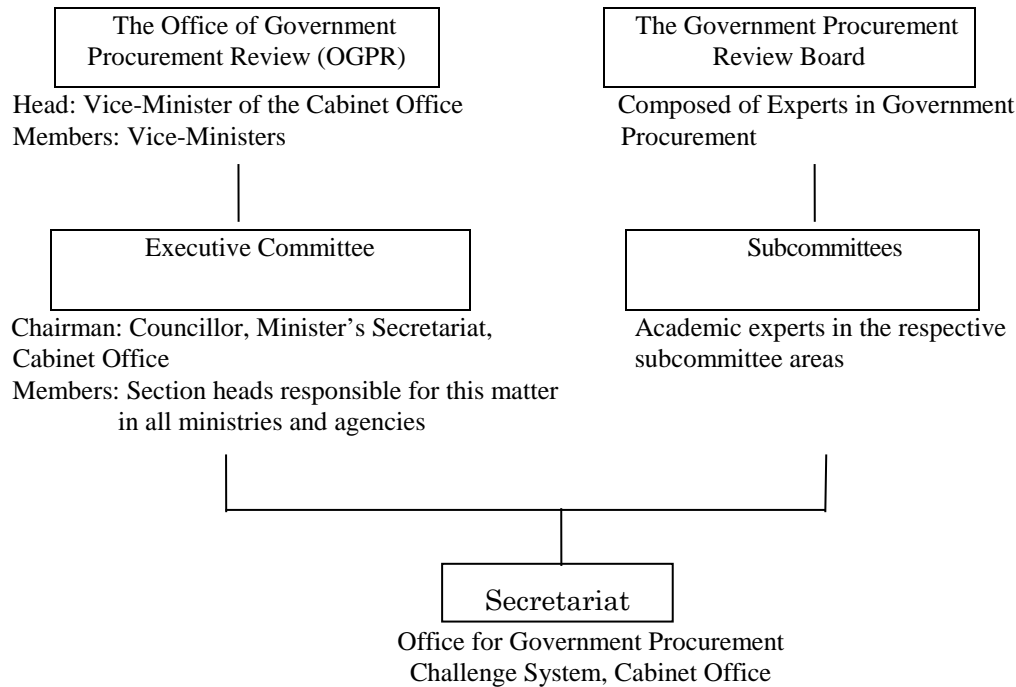 The Office of Government
Procurement Review (OGPR)
Head: Vice-Minister of the Cabinet Office
Members: Vice-Ministers
The Government Procurement
Review Board
Composed of Experts in Government
Procurement
Executive Committee
Chairman: Councillor, Minister’s Secretariat,
Cabinet Office
Members: Section heads responsible for this matter
in all ministries and agencies
Subcommittees
Academic experts in the respective
subcommittee areas
Secretariat
Office for Government Procurement
Challenge System, Cabinet Office